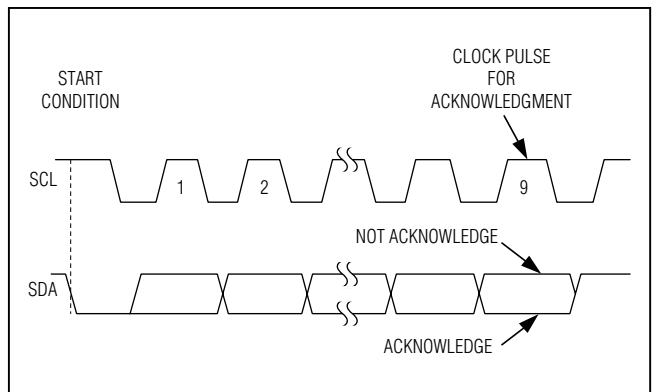 START
CONDITION
CLOCK PULSE
FOR
ACKNOWLEDGMENT
SCL
1
2
9
NOT ACKNOWLEDGE
SDA
ACKNOWLEDGE